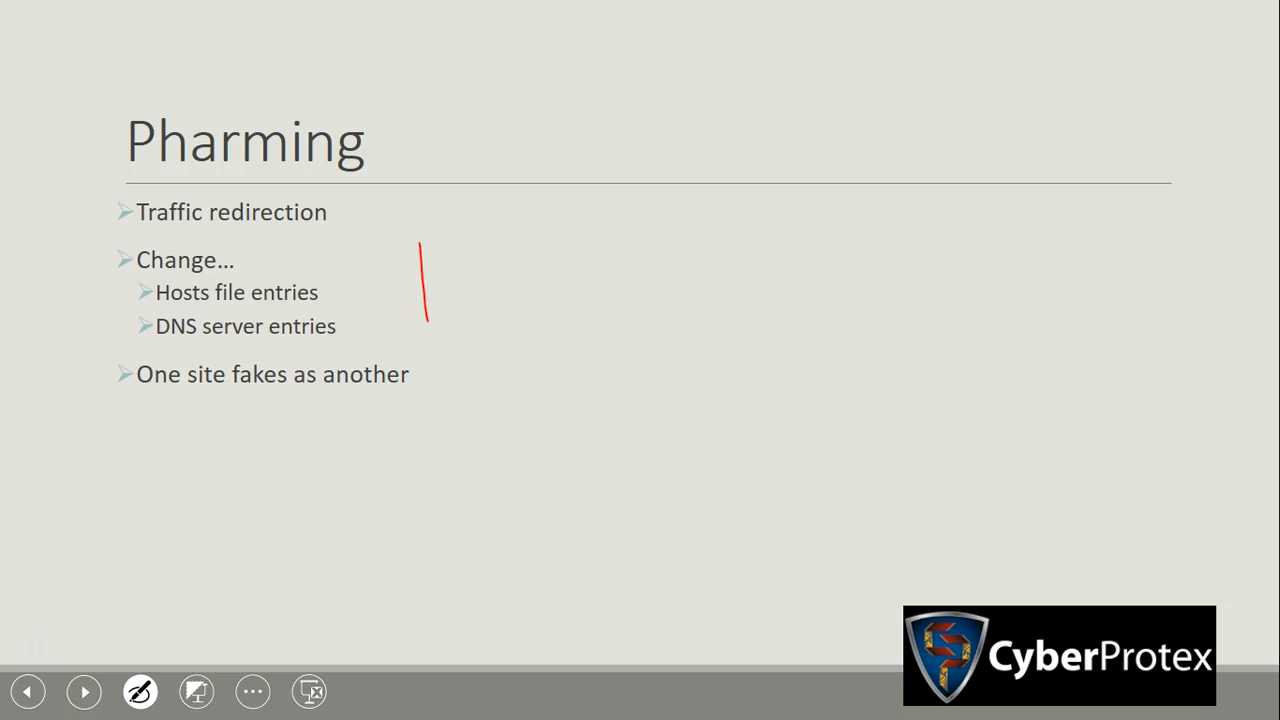 Pharming
Traffic redirection
Change...
Hosts file entries
DNS server entries
One site fakes as another
CyberProtex